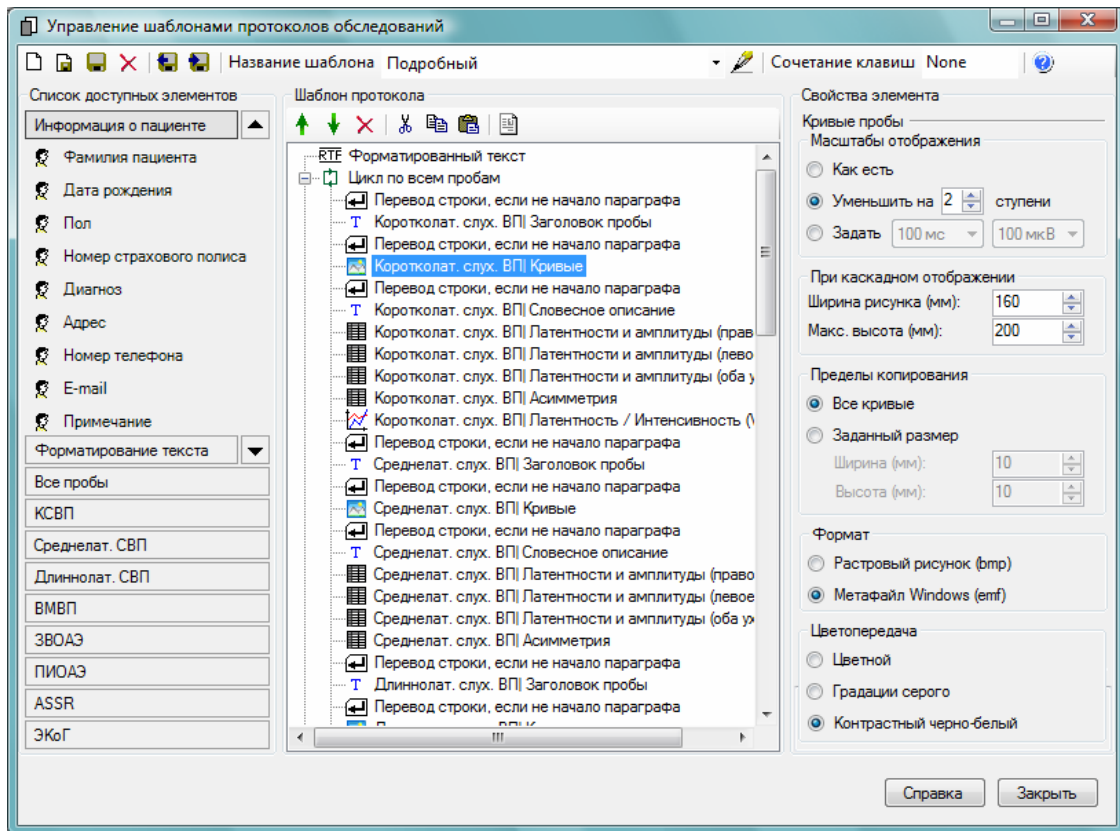 Управление шаблонами протоколов обследований
Название шаблона Подробный Сочетание клавиш None
Список доступных элементов
Информация о пациенте
Фамилия пациента
Дата рождения
Пол
Номер страхового полиса
Диагноз
Адрес
Номер телефона
E-mail
Примечание
Форматирование текста
Все пробы
КСВП
Среднелат. СВП
Длиннолат. СВП
ВМВП
ЗВОАЭ
ПИОАЭ
ASSR
ЭКоГ
Шаблон протокола
RTF Форматированный текст
Цикл по всем пробам
Перевод строки, если не начало параграфа
T Коротколат. слух. ВП| Заголовок пробы
Перевод строки, если не начало параграфа
Коротколат. слух. ВП| Кривые
Перевод строки, если не начало параграфа
T Коротколат. слух. ВП| Словесное описание
Коротколат. слух. ВП| Латентности и амплитуды (прав
Коротколат. слух. ВП| Латентности и амплитуды (лево
Коротколат. слух. ВП| Латентности и амплитуды (оба у
Коротколат. слух. ВП| Асимметрия
Коротколат. слух. ВП| Латентность / Интенсивность (V
Перевод строки, если не начало параграфа
T Среднелат. слух. ВП| Заголовок пробы
Перевод строки, если не начало параграфа
Среднелат. слух. ВП| Кривые
Перевод строки, если не начало параграфа
T Среднелат. слух. ВП| Словесное описание
Среднелат. слух. ВП| Латентности и амплитуды (право
Среднелат. слух. ВП| Латентности и амплитуды (левое
Среднелат. слух. ВП| Латентности и амплитуды (оба ух
Среднелат. слух. ВП| Асимметрия
Перевод строки, если не начало параграфа
T Длиннолат. слух. ВП| Заголовок пробы
Перевод строки, если не начало параграфа
Свойства элемента
Кривые пробы
Масштабы отображения
Как есть
Уменьшить на 2 ступени
Задать 100 мс 100 мкВ
При каскадном отображении
Ширина рисунка (мм): 160
Макс. высота (мм): 200
Пределы копирования
Все кривые
Заданный размер
Ширина (мм): 10
Высота (мм): 10
Формат
Растровый рисунок (bmp)
Метафайл Windows (emf)
Цветопередача
Цветной
Градации серого
Контрастный черно-белый
Справка Закрыть